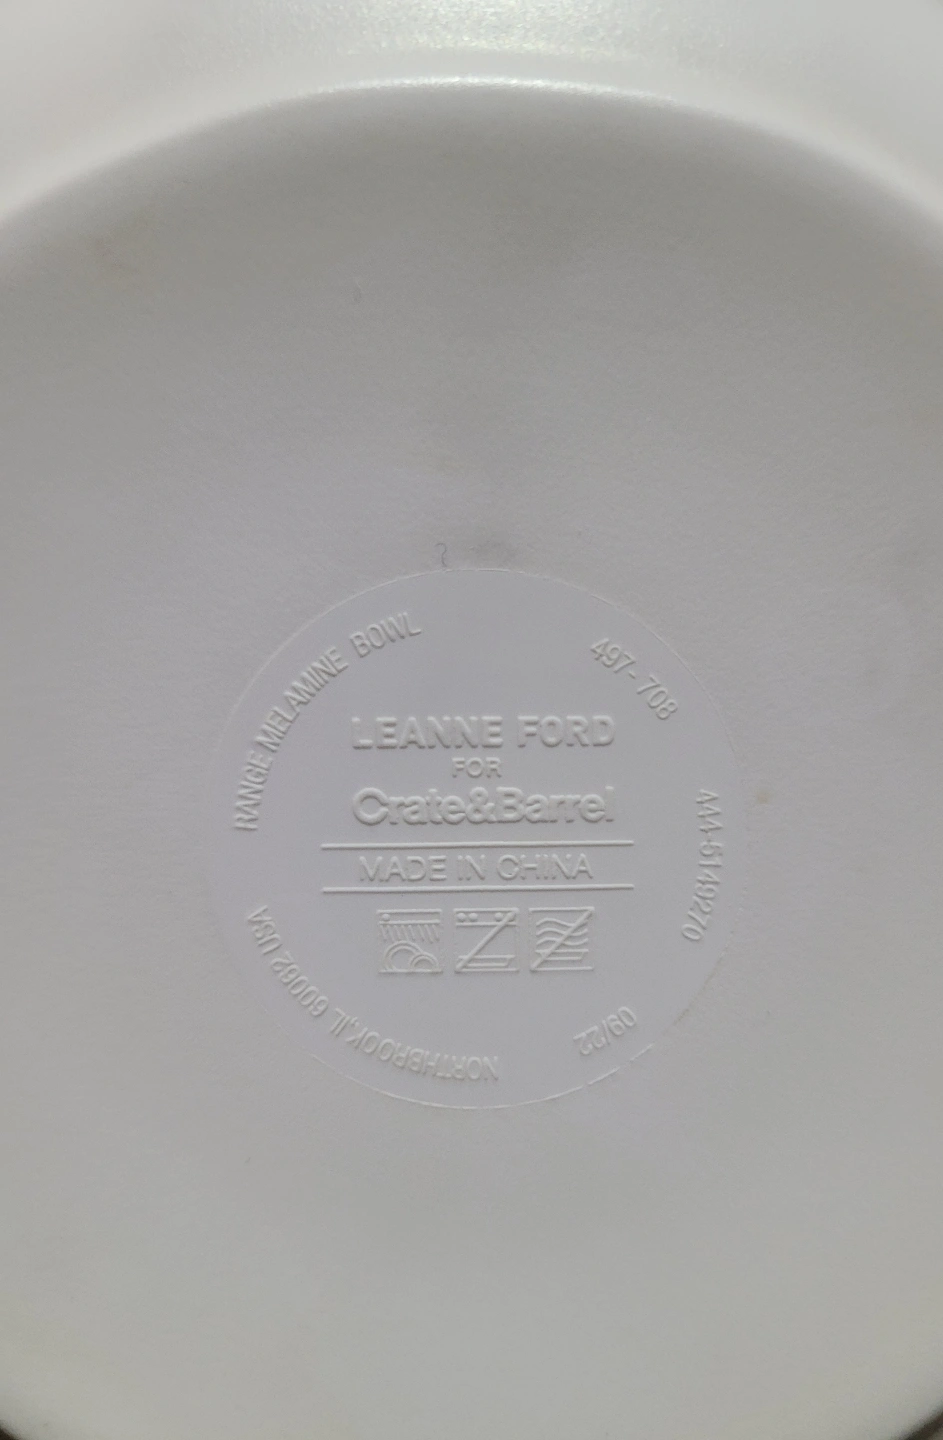 RANGE MELAMINE BOWL
497-708
LEANNE FORD
FOR
Crate&Barrel
MADE IN CHINA
444-5149270
09/22
NORTHBROOK, IL 60062 USA